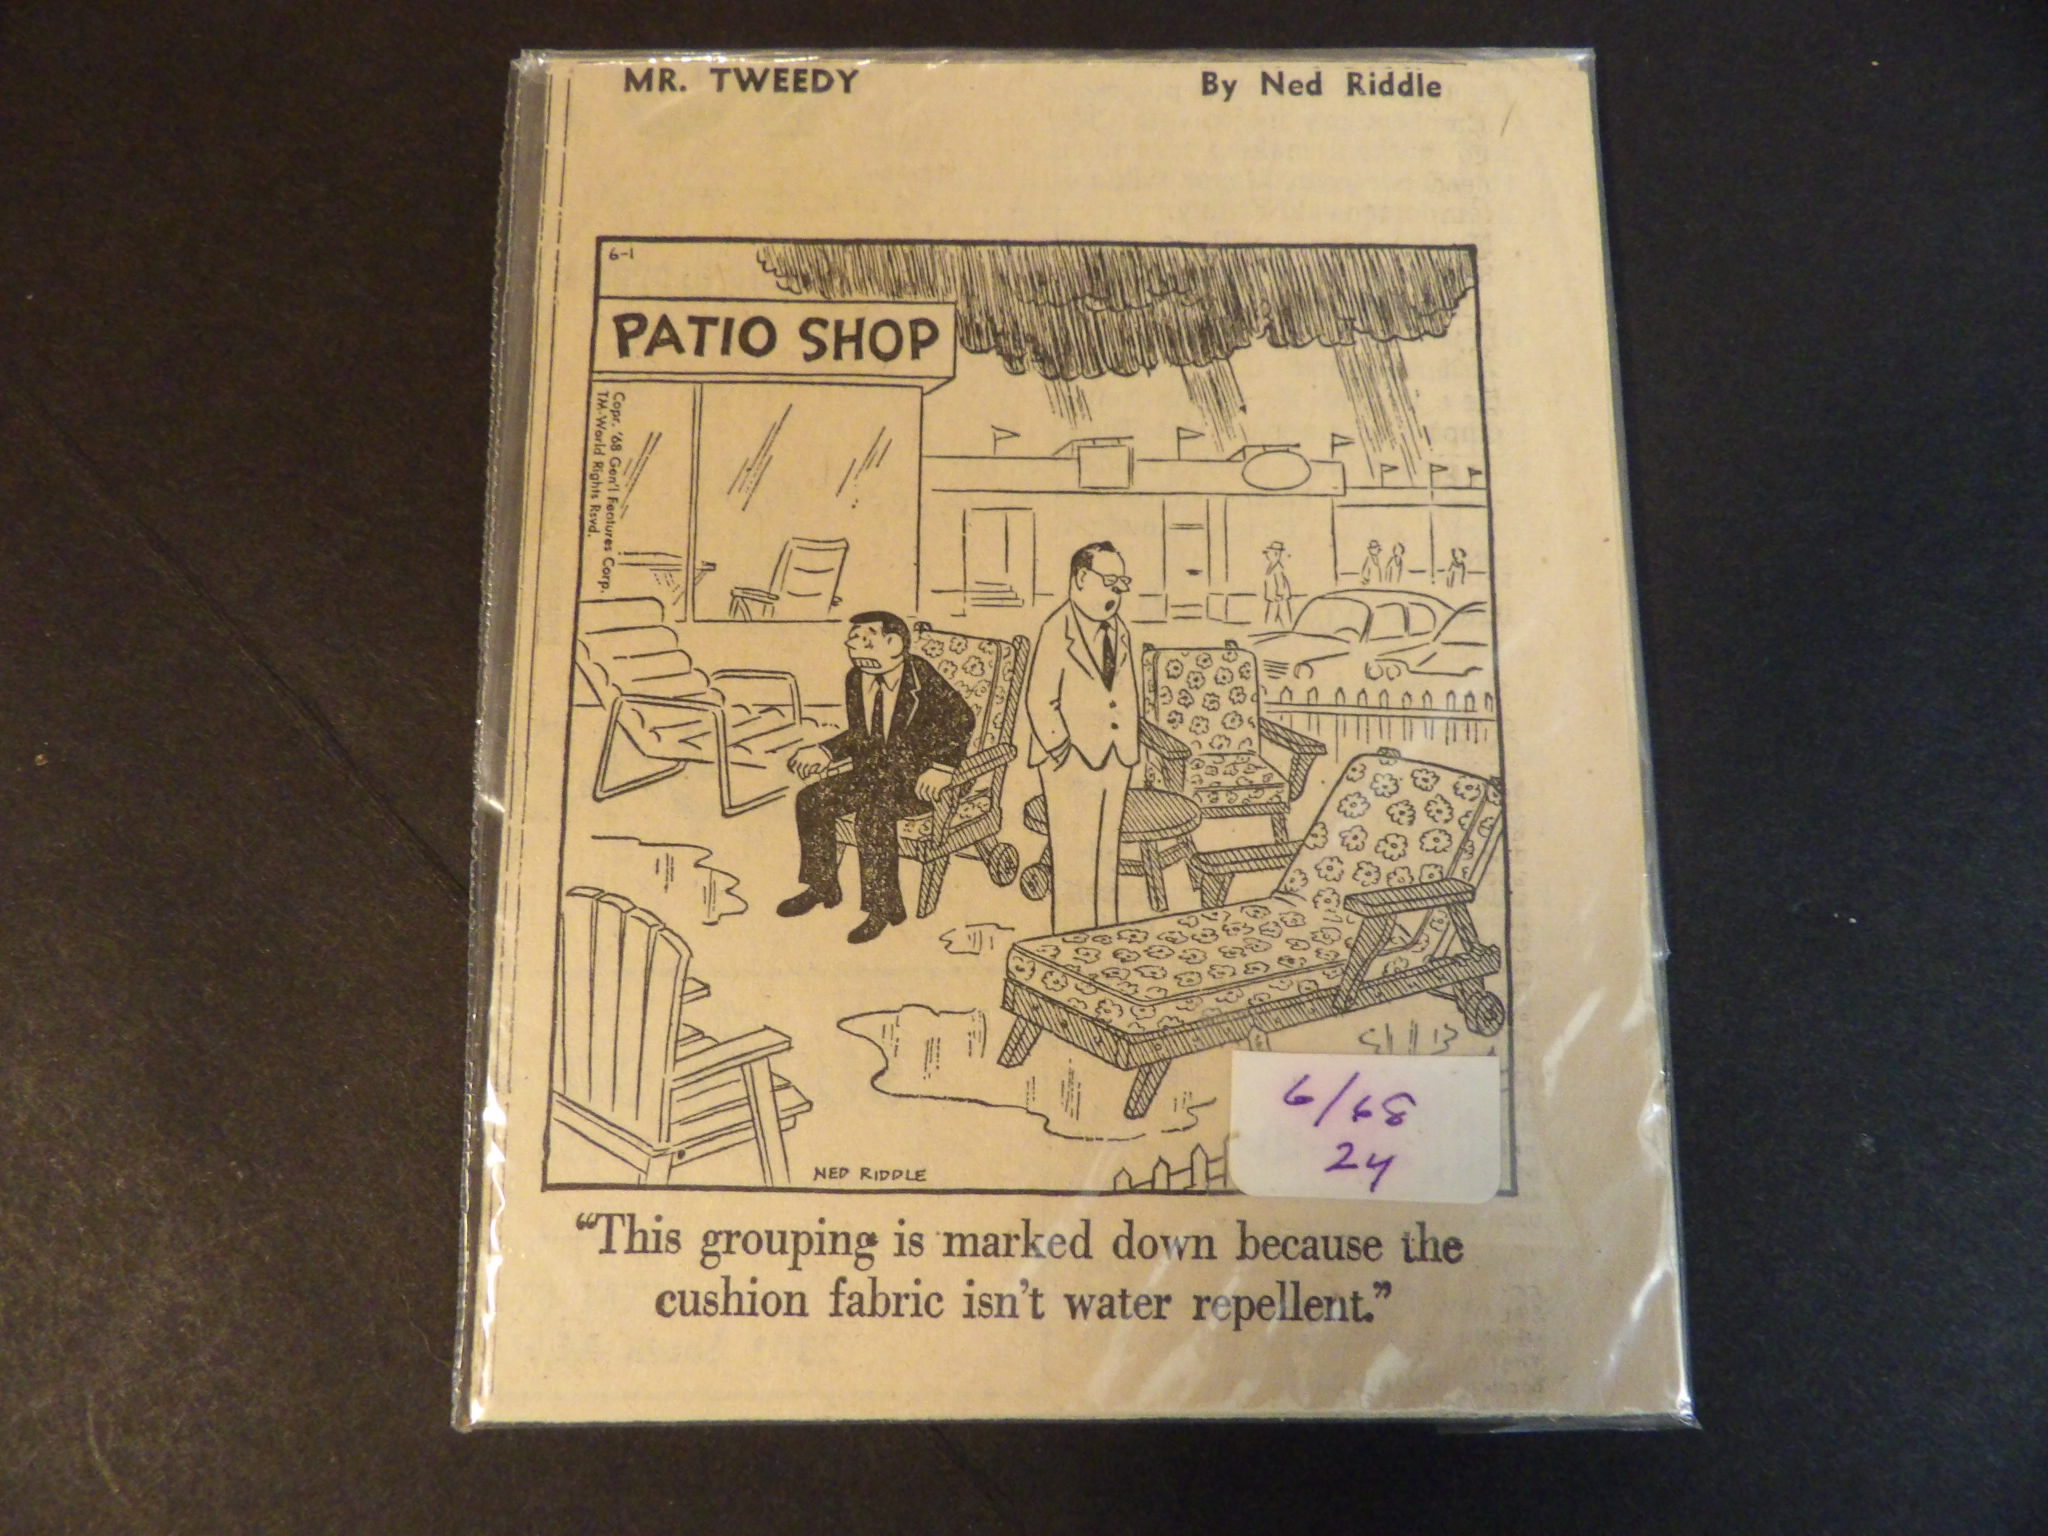 MR. TWEEDY By Ned Riddle
6-1
PATIO SHOP
Copr. '68 Gen'l Features Corp.
TM-World Rights Rsvd.
6/68
24
NED RIDDLE
“This grouping is marked down because the
cushion fabric isn't water repellent.”